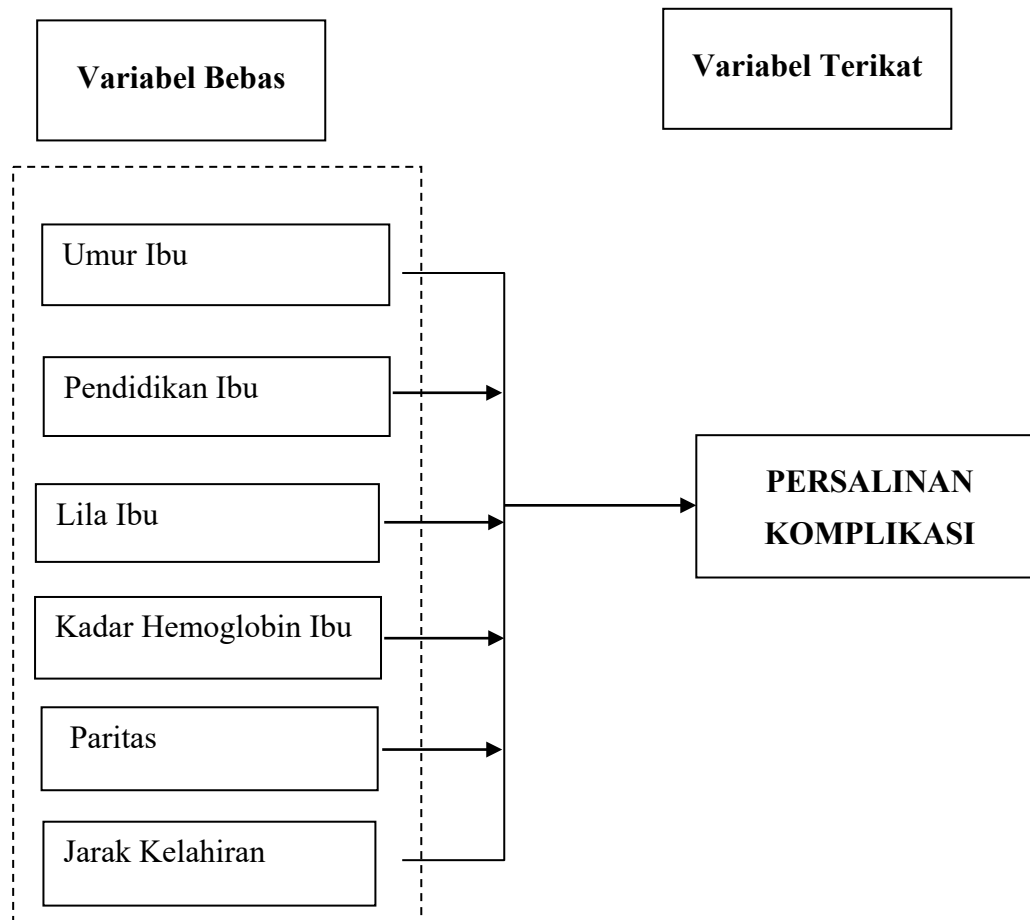 Variabel Bebas
Variabel Terikat
Umur Ibu
Pendidikan Ibu
Lila Ibu
Kadar Hemoglobin Ibu
Paritas
Jarak Kelahiran
PERSALINAN
KOMPLIKASI